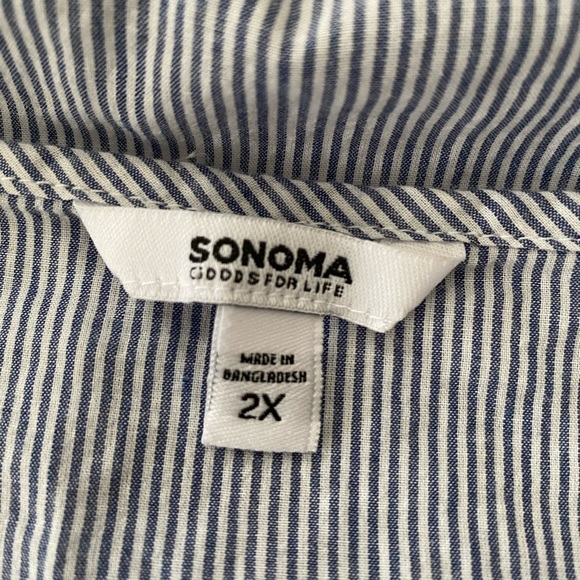 SONOMA
GOODS FOR LIFE
MADE IN
BANGLADESH
2X